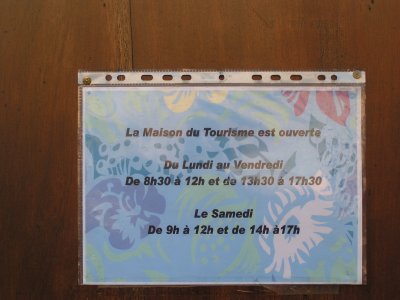 La Maison du Tourisme est ouverte
Du Lundi au Vendredi
De 8h30 à 12h et de 13h30 à 17h30
Le Samedi
De 9h à 12h et de 14h à17h